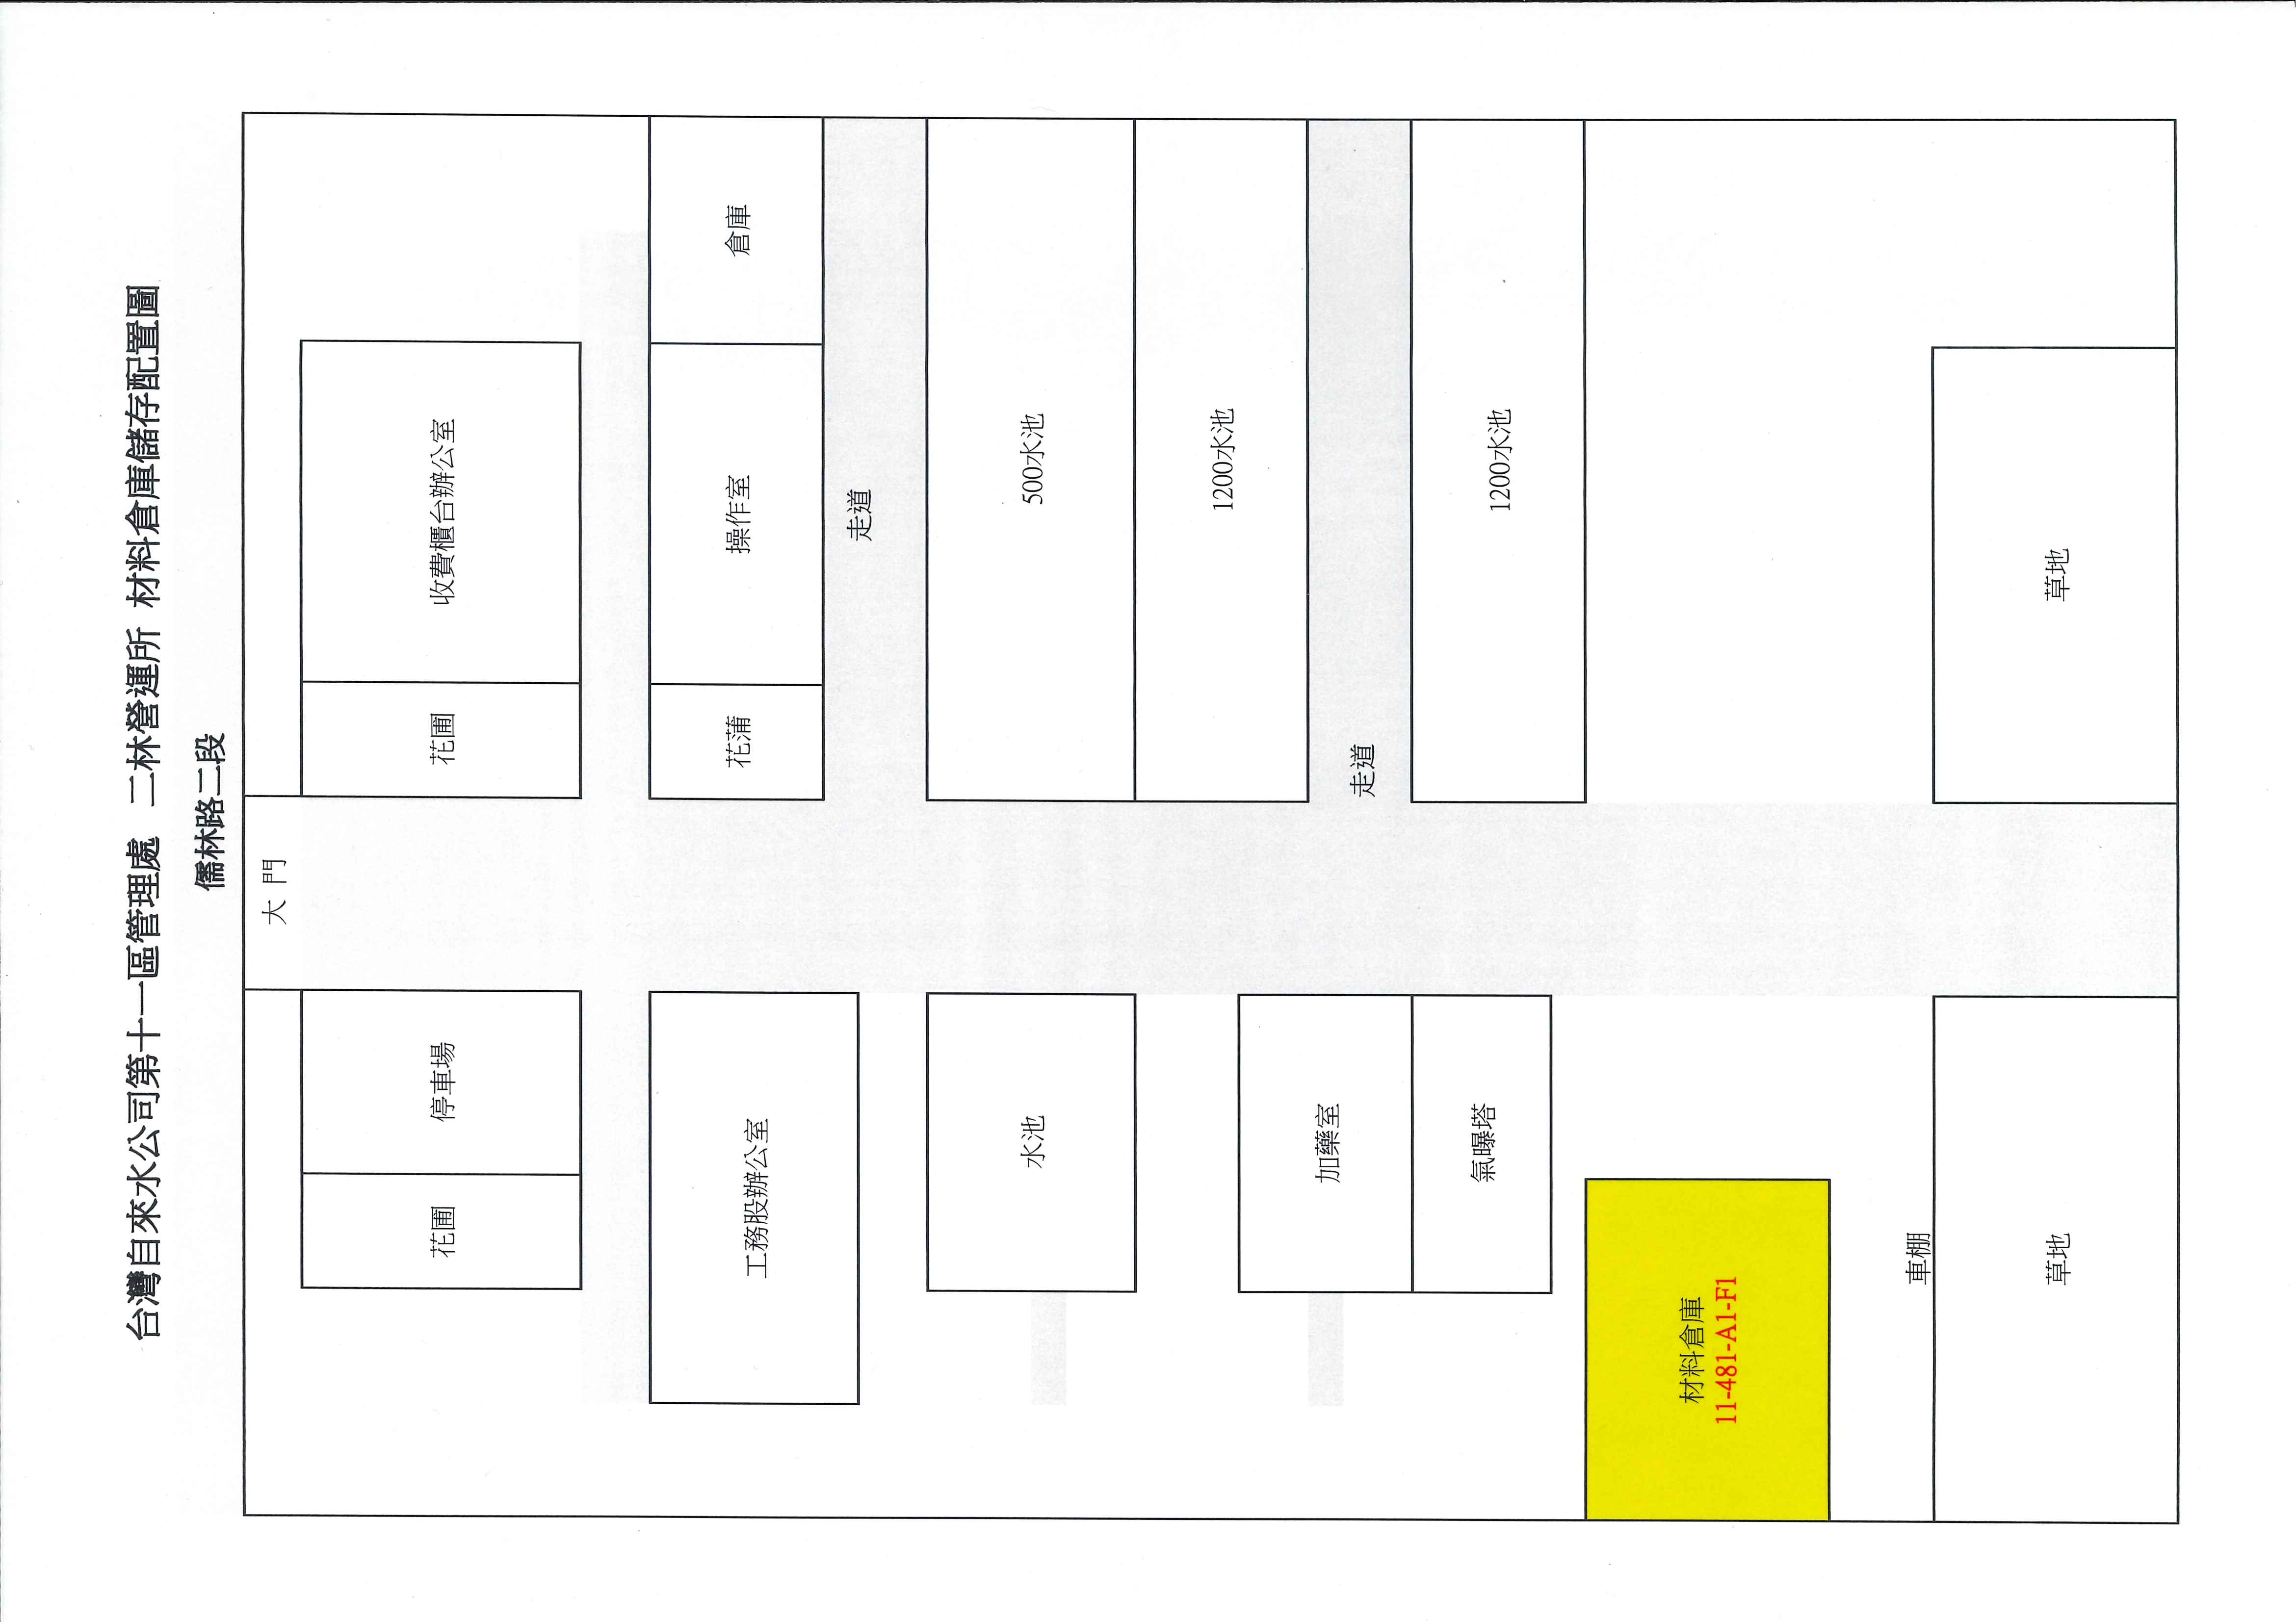 台灣自來水公司第十一區管理處 二林營運所 材料倉庫儲存配置圖
儒林路二段
大 門
花圃
停車場
花圃
收費櫃台辦公室
工務股辦公室
花蒲
操作室
倉庫
走道
水池
500水池
1200水池
加藥室
走道
氣曝塔
1200水池
材料倉庫
11-481-A1-F1
車棚
草地
草地